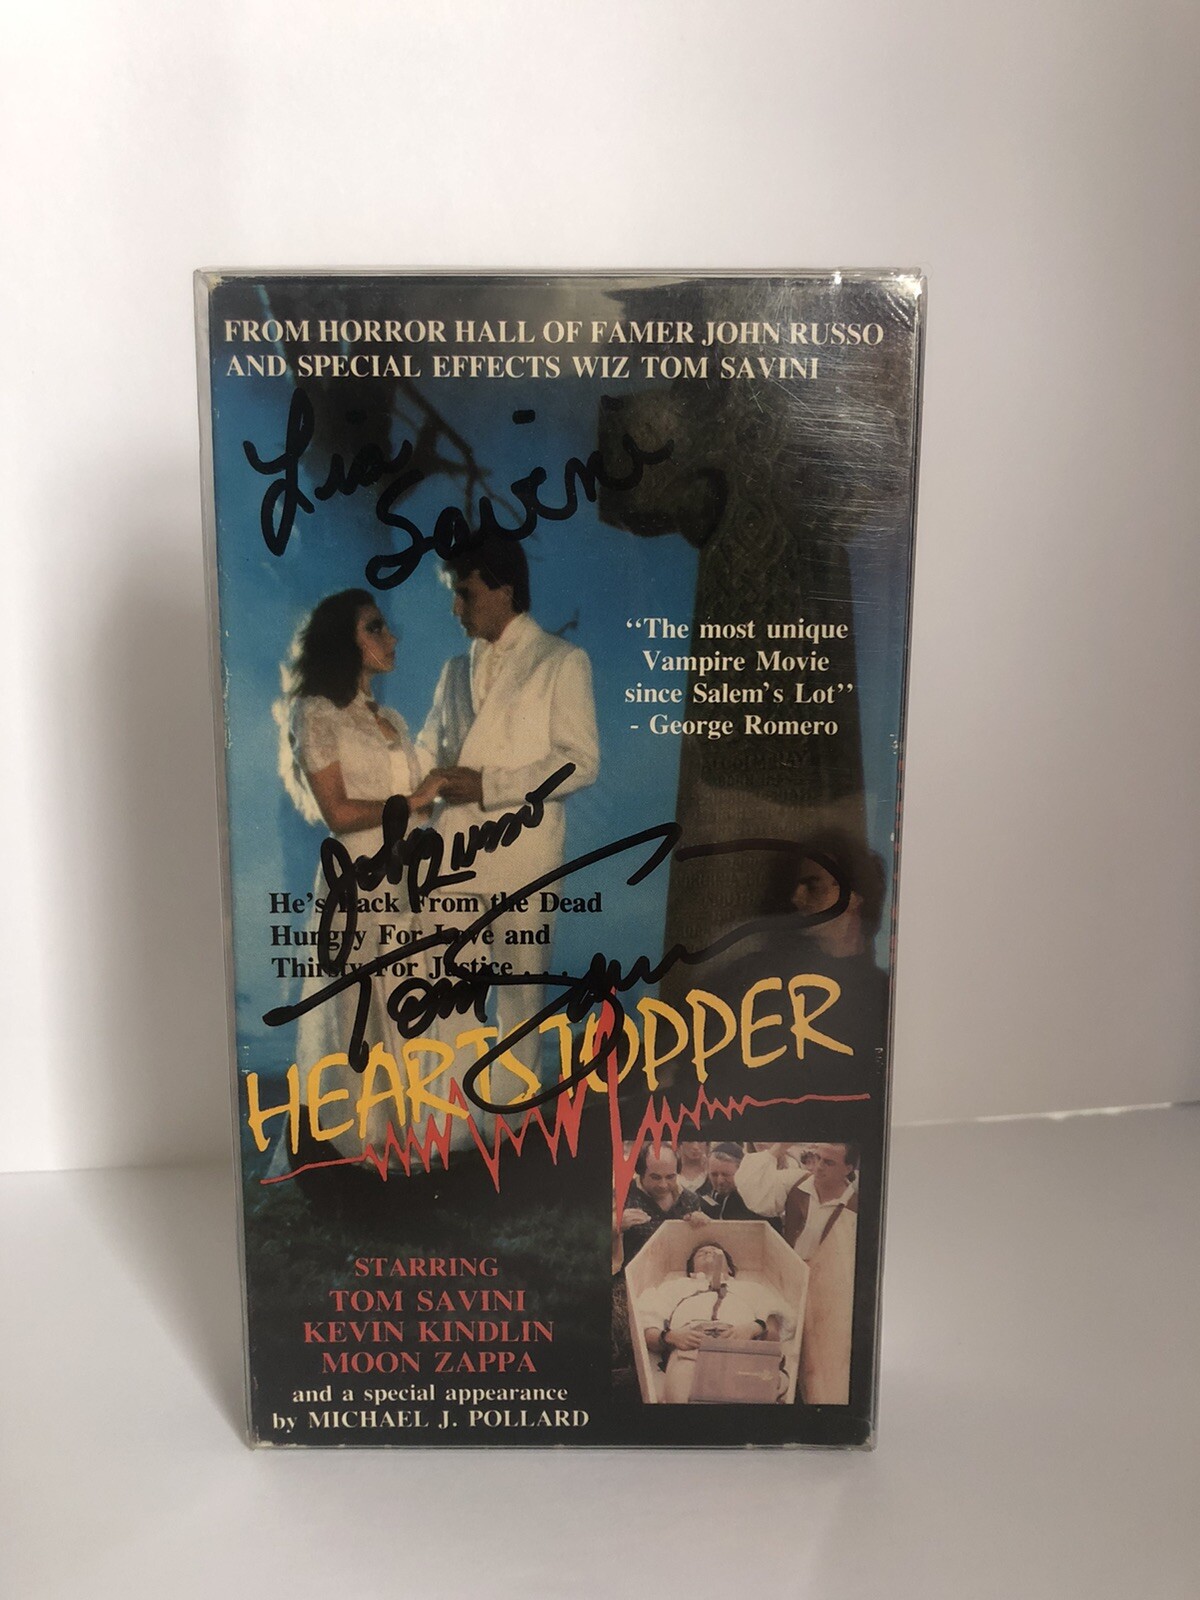 FROM HORROR HALL OF FAMER JOHN RUSSO
AND SPECIAL EFFECTS WIZ TOM SAVINI
Lia
Savini
“The most unique
Vampire Movie
since Salem's Lot”
- George Romero
John Russo
He's Back From the Dead
Hungry For Love and
Thirsty For Justice . . .
Tom Savini
HEARTSTOPPER
STARRING
TOM SAVINI
KEVIN KINDLIN
MOON ZAPPA
and a special appearance
by MICHAEL J. POLLARD